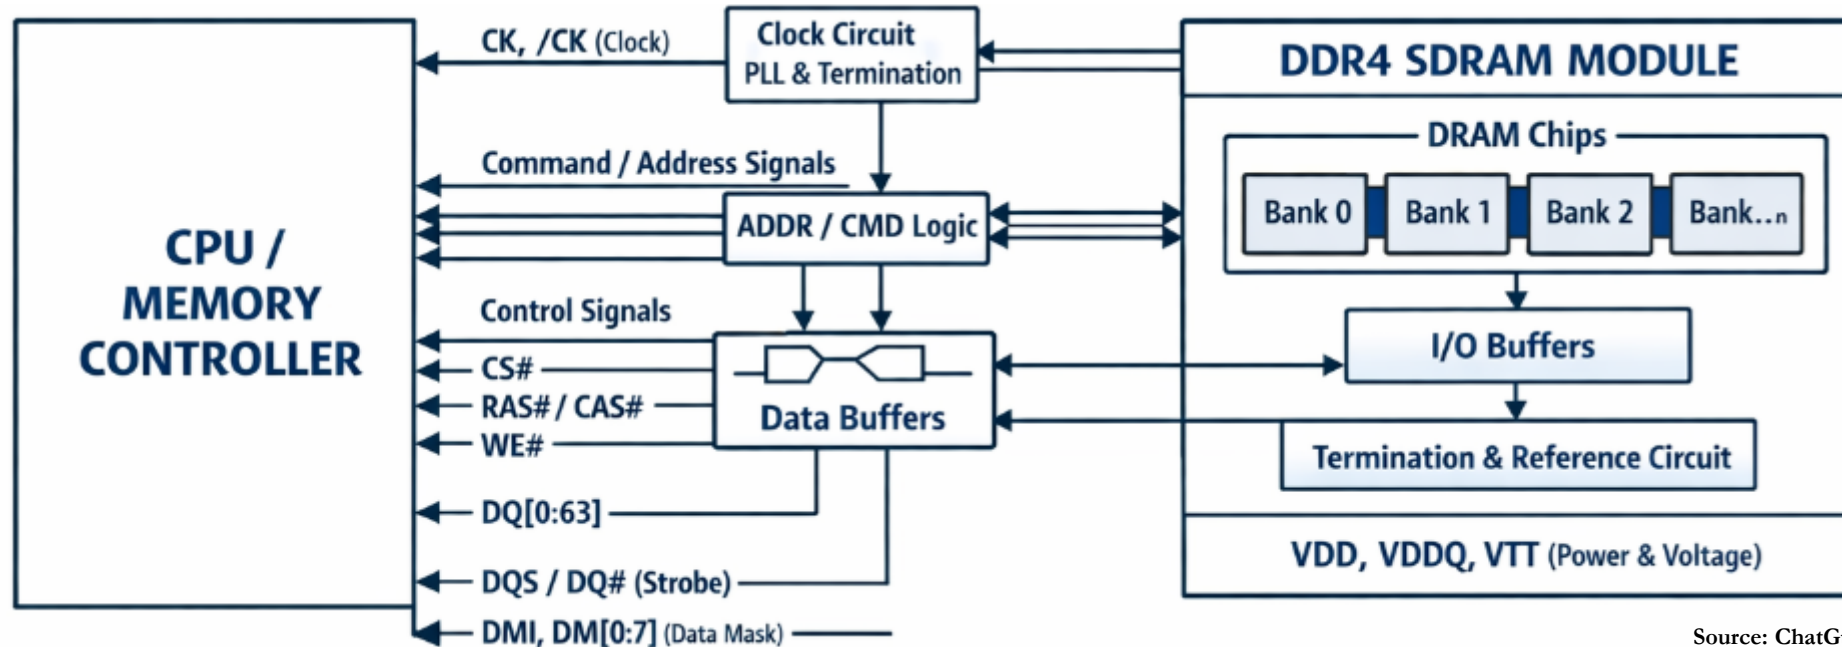 CK, /CK (Clock)
Clock Circuit
PLL & Termination
DDR4 SDRAM MODULE
Command / Address Signals
ADDR / CMD Logic
DRAM Chips
Bank 0
Bank 1
Bank 2
Bank..n
CPU /
MEMORY
CONTROLLER
Control Signals
CS#
RAS# / CAS#
WE#
Data Buffers
I/O Buffers
Termination & Reference Circuit
DQ[0:63]
DQS / DQ# (Strobe)
DMI, DM[0:7] (Data Mask)
VDD, VDDQ, VTT (Power & Voltage)
Source: